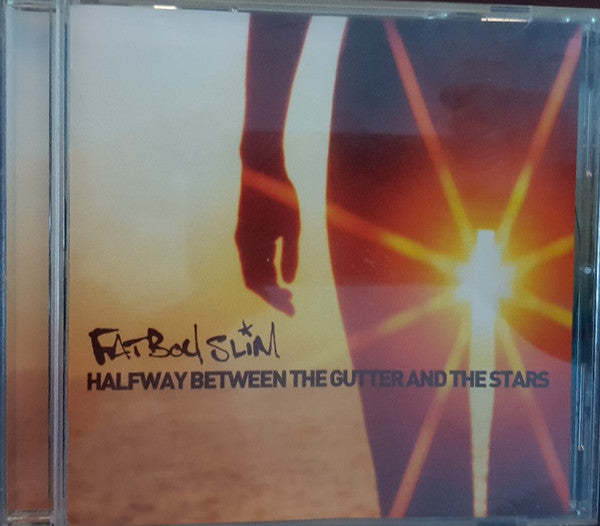 FATBOY SLIM
HALFWAY BETWEEN THE GUTTER AND THE STARS